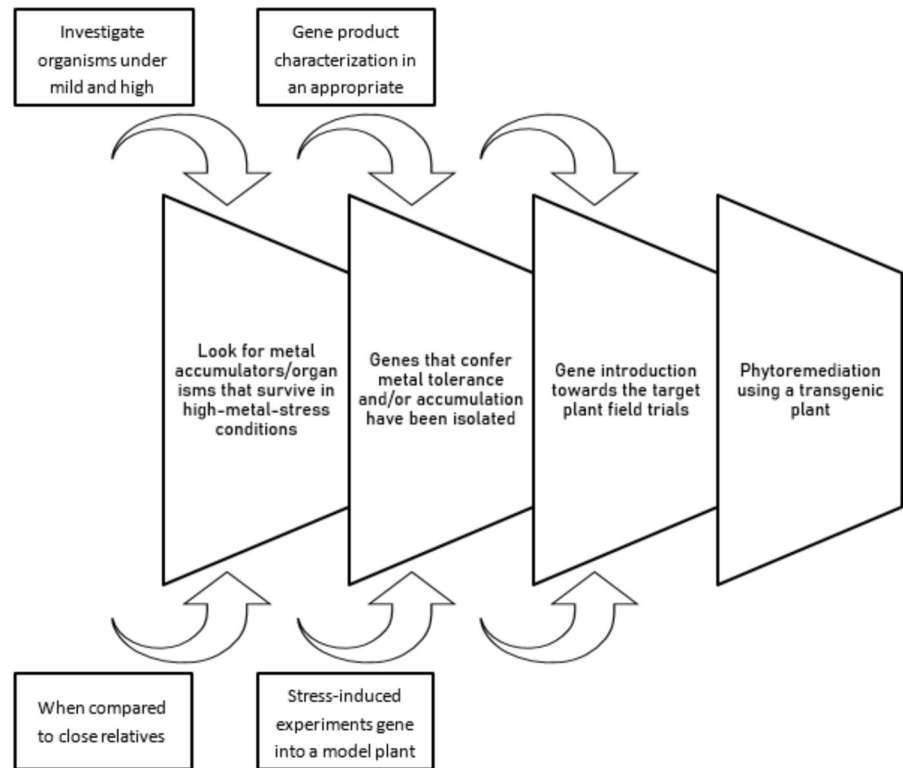 Investigate
organisms under
mild and high
Gene product
characterization in
an appropriate
Look for metal
accumulators/organ
isms that survive in
high-metal-stress
conditions
Genes that confer
metal tolerance
and/or accumulation
have been isolated
Gene introduction
towards the target
plant field trials
Phytoremediation
using a transgenic
plant
When compared
to close relatives
Stress-induced
experiments gene
into a model plant